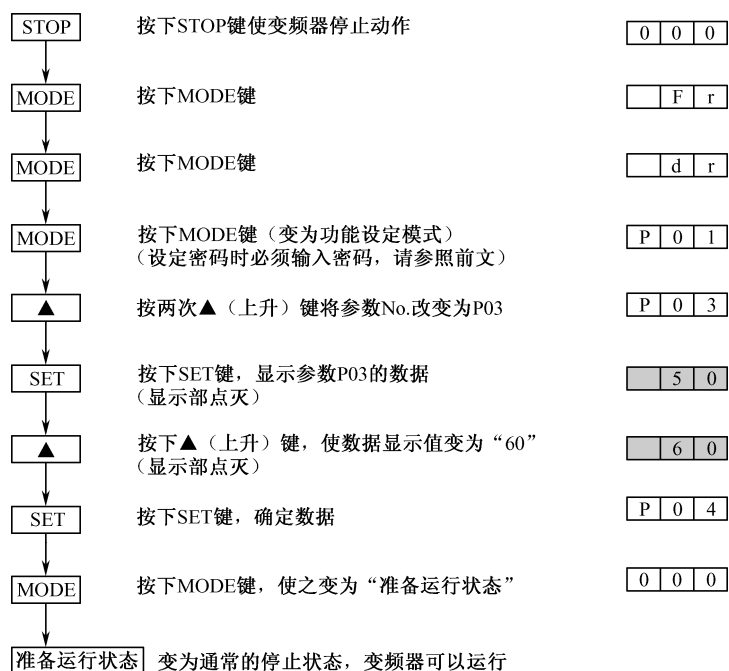 STOP 按下STOP键使变频器停止动作 0 0 0
MODE 按下MODE键 F r
MODE 按下MODE键 d r
MODE 按下MODE键（变为功能设定模式） P 0 1
（设定密码时必须输入密码，请参照前文）
▲ 按两次▲（上升）键将参数No.改变为P03 P 0 3
SET 按下SET键，显示参数P03的数据 5 0
（显示部点灭）
▲ 按下▲（上升）键，使数据显示值变为“60” 6 0
（显示部点灭）
SET 按下SET键，确定数据 P 0 4
MODE 按下MODE键，使之变为“准备运行状态” 0 0 0
准备运行状态 变为通常的停止状态，变频器可以运行